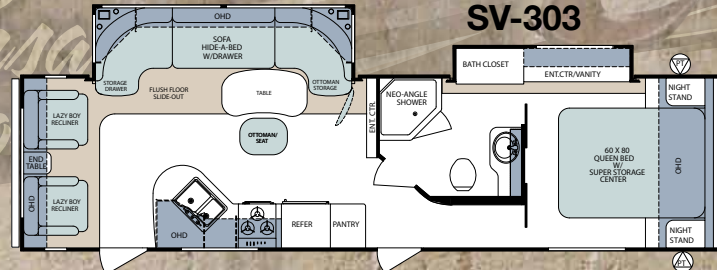 SV-303
OHD
SOFA
HIDE-A-BED
W/DRAWER
STORAGE
DRAWER
FLUSH FLOOR
SLIDE-OUT
TABLE
OTTOMAN
STORAGE
OTTOMAN/
SEAT
LAZY BOY
RECLINER
END
TABLE
OHD
LAZY BOY
RECLINER
OHD
REFER
PANTRY
ENT. CTR.
NEO-ANGLE
SHOWER
BATH CLOSET
ENT.CTR/VANITY
60 X 80
QUEEN BED
W/
SUPER STORAGE
CENTER
PT
NIGHT
STAND
OHD
NIGHT
STAND
PT